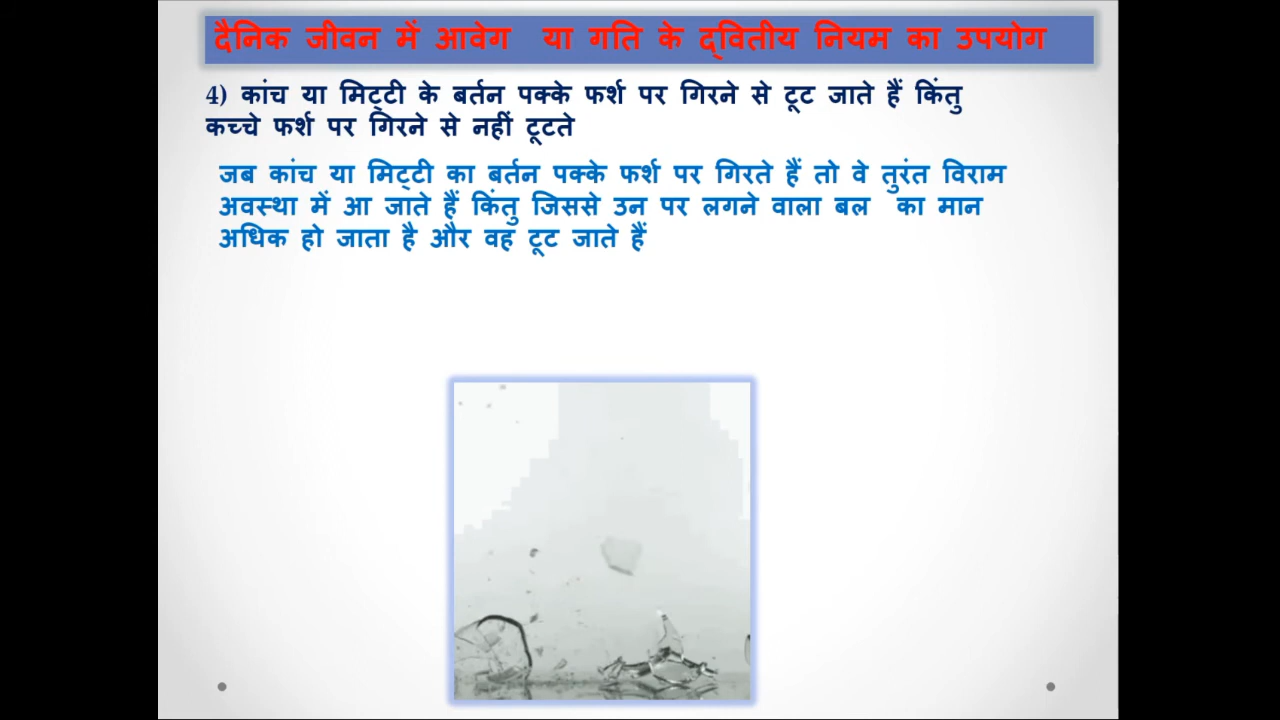 दैनिक जीवन में आवेग या गति के द्वितीय नियम का उपयोग
4) कांच या मिट्टी के बर्तन पक्के फर्श पर गिरने से टूट जाते हैं किंतु
कच्चे फर्श पर गिरने से नहीं टूटते
जब कांच या मिट्टी का बर्तन पक्के फर्श पर गिरते हैं तो वे तुरंत विराम
अवस्था में आ जाते हैं किंतु जिससे उन पर लगने वाला बल का मान
अधिक हो जाता है और वह टूट जाते हैं